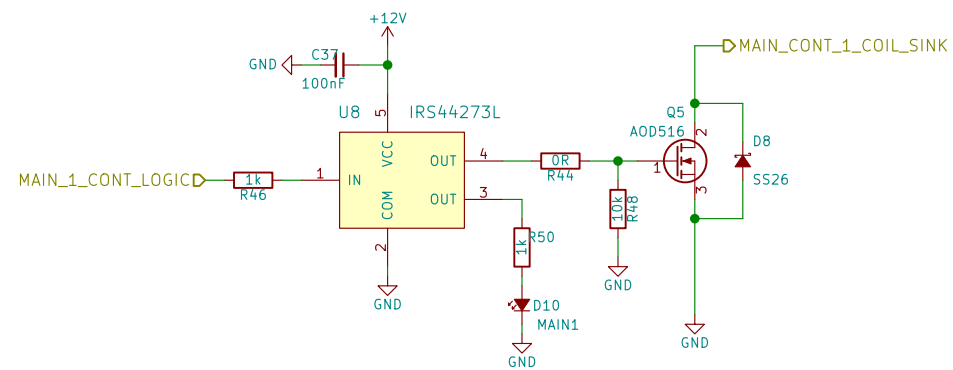 +12V
C37
GND
100nF
U8
IRS44273L
5
VCC
MAIN_1_CONT_LOGIC
1k
R46
1
IN
OUT
4
OUT
3
COM
2
GND
0R
R44
R50
1k
D10
MAIN1
GND
10k
R48
GND
MAIN_CONT_1_COIL_SINK
Q5
AOD516
2
1
3
D8
SS26
GND